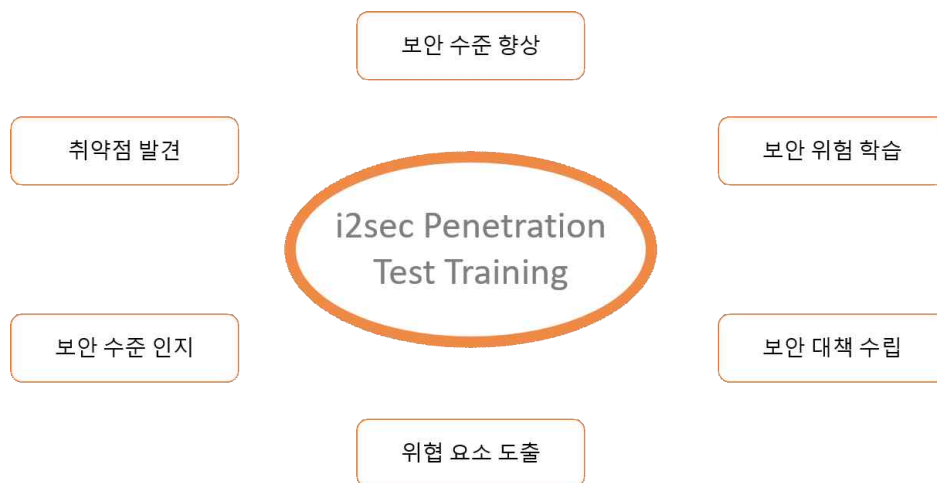 보안 수준 향상
취약점 발견
보안 위험 학습
i2sec Penetration
Test Training
보안 수준 인지
보안 대책 수립
위협 요소 도출